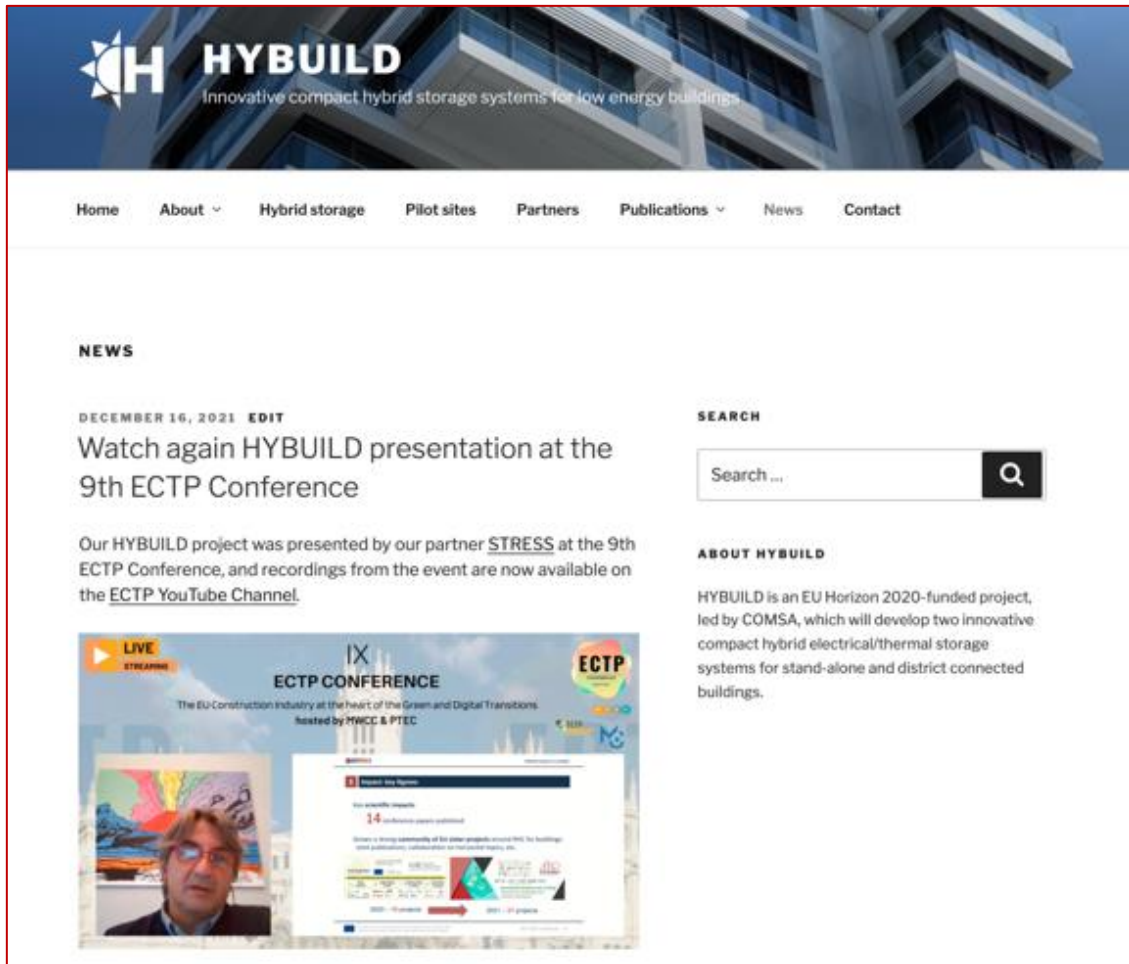 H HYBUILD
Innovative compact hybrid storage systems for low energy buildings
Home About Hybrid storage Pilot sites Partners Publications News Contact
NEWS
DECEMBER 16, 2021 EDIT
Watch again HYBUILD presentation at the
9th ECTP Conference
Our HYBUILD project was presented by our partner STRESS at the 9th
ECTP Conference, and recordings from the event are now available on
the ECTP YouTube Channel.
LIVE
STREAMING
IX
ECTP CONFERENCE
The EU Construction Industry at the heart of the Green and Digital Transitions
hosted by MWCC & PTEC
ECTP
Impact: key figures
scientific impacts
14 conference papers published
SEARCH
Search …
ABOUT HYBUILD
HYBUILD is an EU Horizon 2020-funded project,
led by COMSA, which will develop two innovative
compact hybrid electrical/thermal storage
systems for stand-alone and district connected
buildings.